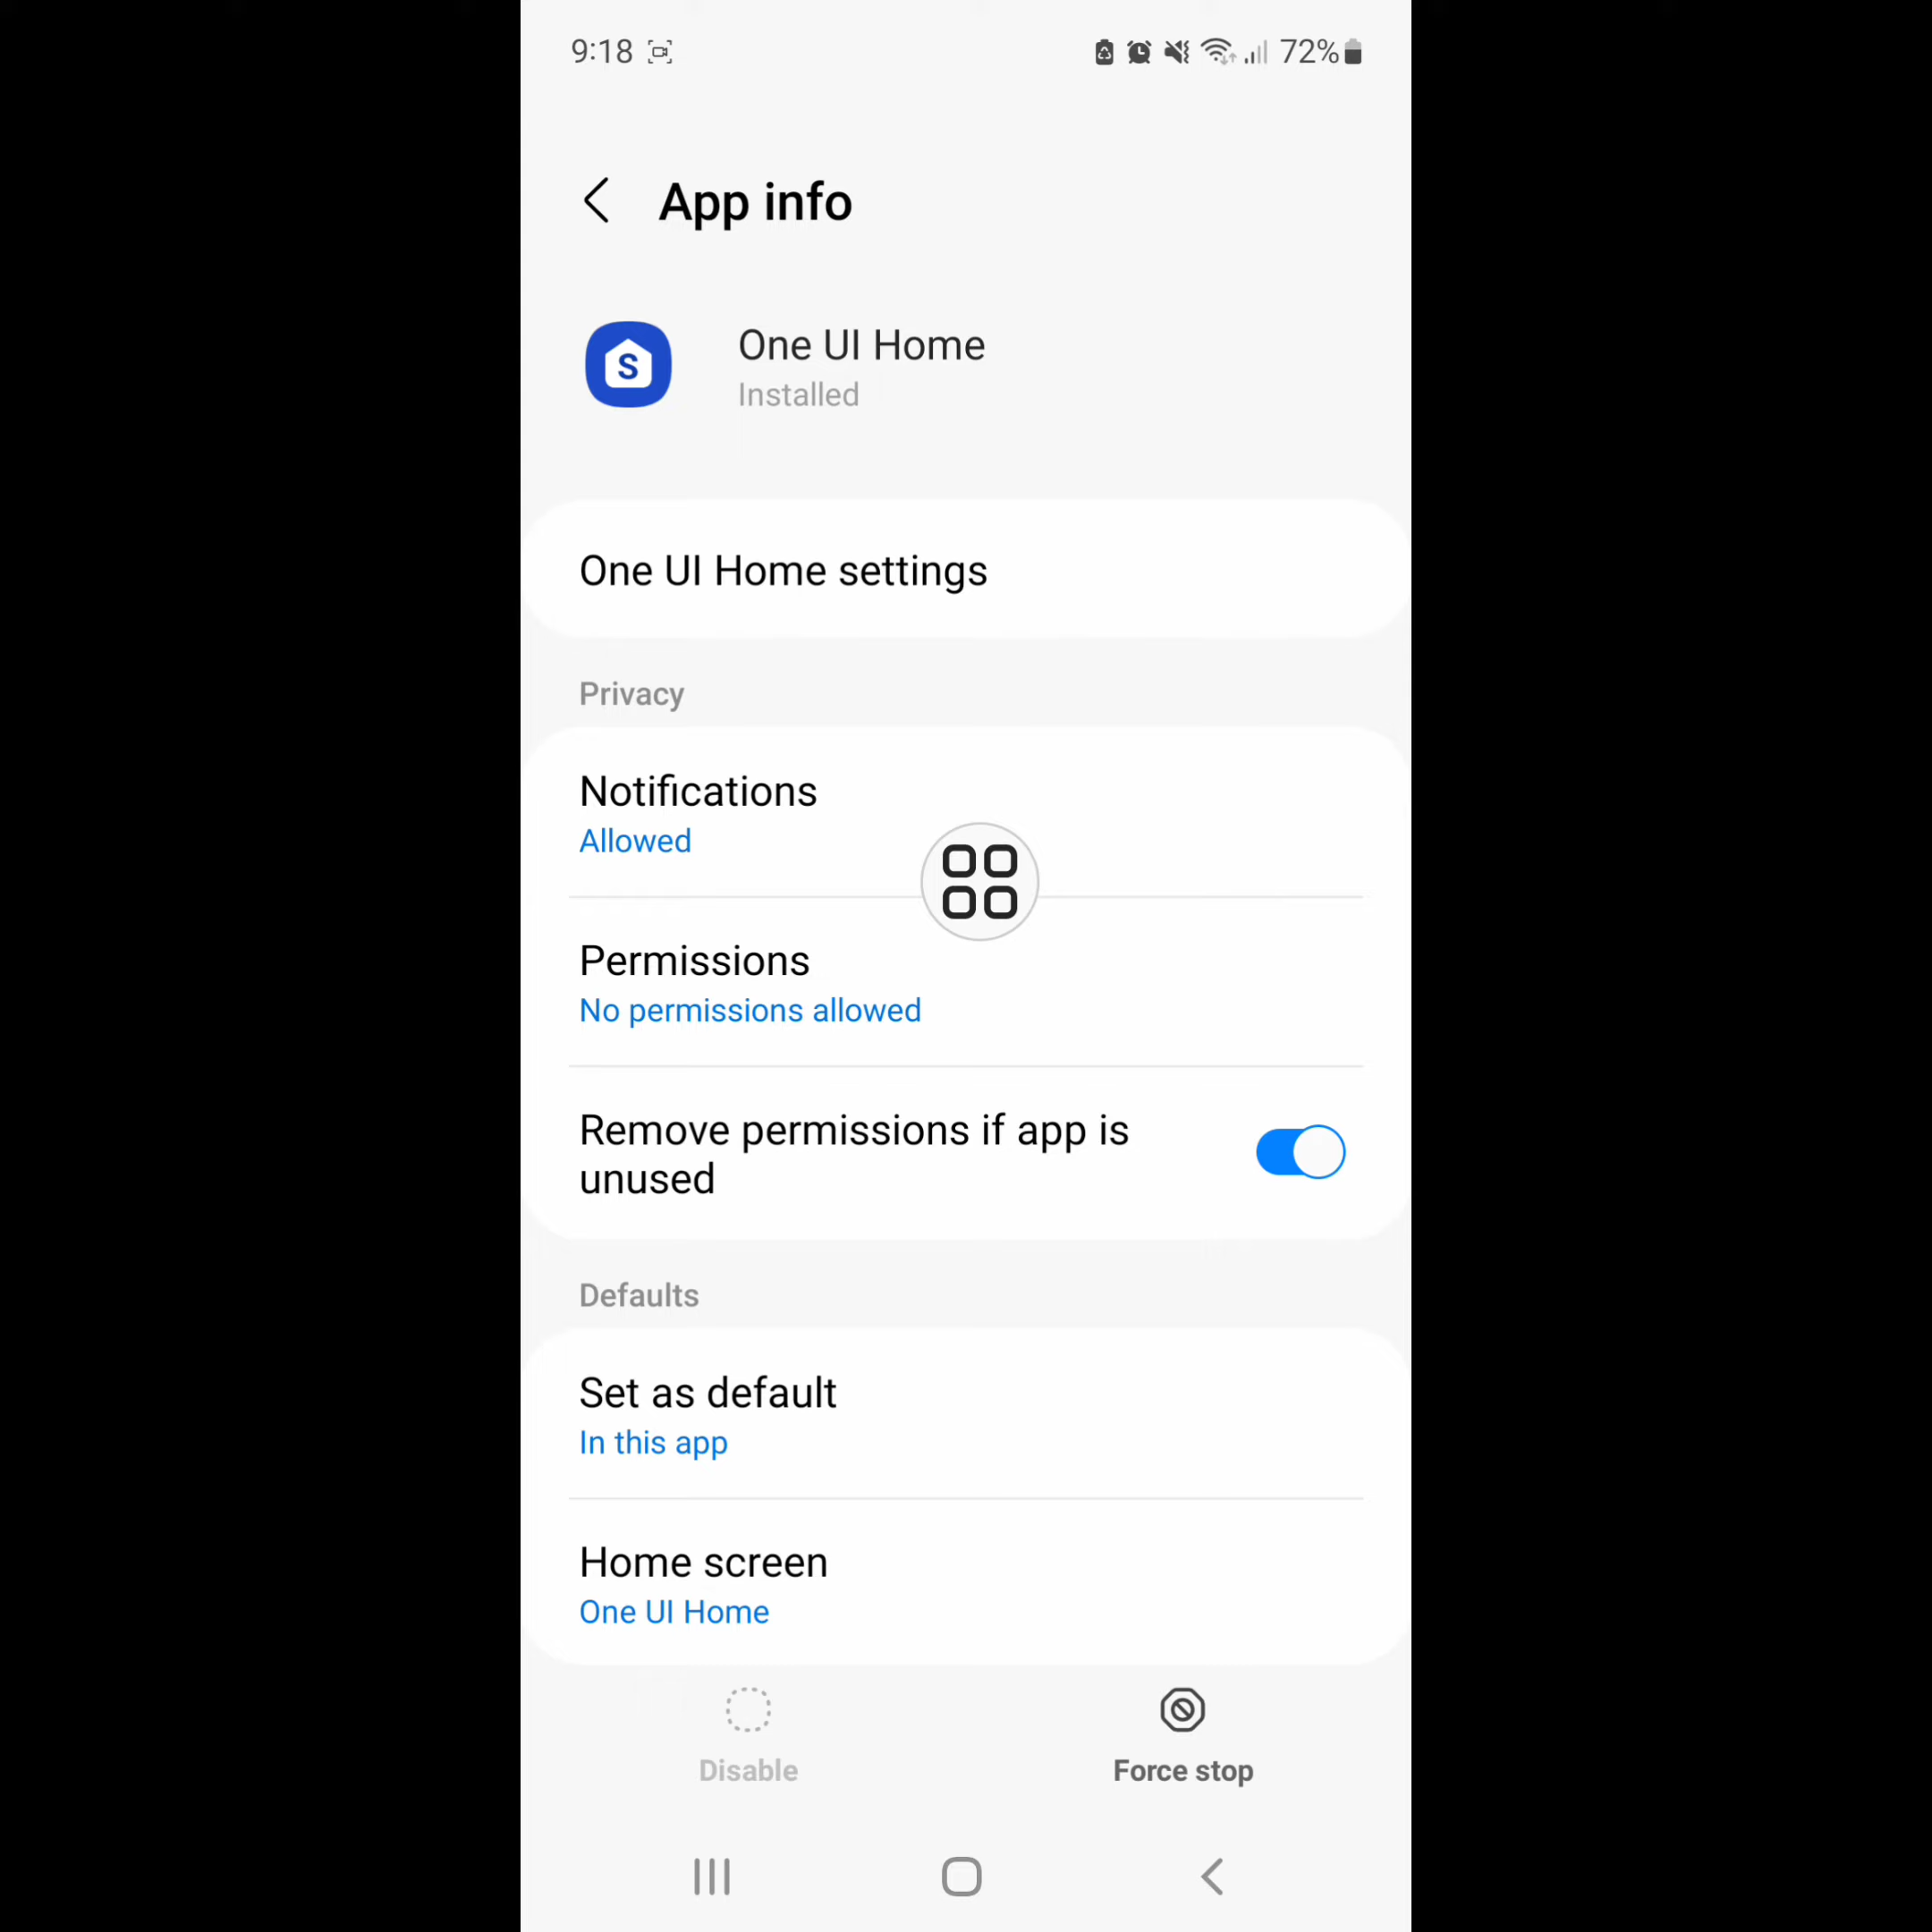 9:18 72%
App info
S
One UI Home
Installed
One UI Home settings
Privacy
Notifications
Allowed
Permissions
No permissions allowed
Remove permissions if app is
unused
Defaults
Set as default
In this app
Home screen
One UI Home
Disable Force stop